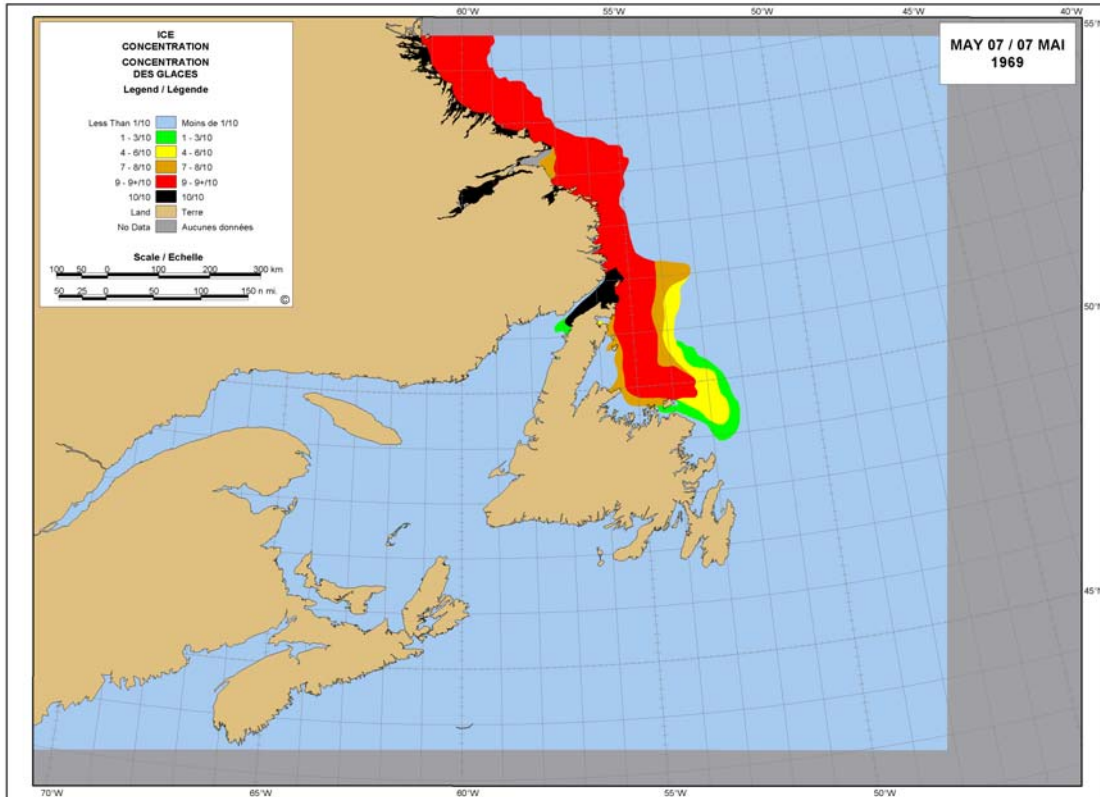 60°W 55°W 50°W 45°W 40°W
55°N
50°N
45°N
ICE
CONCENTRATION
CONCENTRATION
DES GLACES
Legend / Légende
Less Than 1/10 Moins de 1/10
1 - 3/10 1 - 3/10
4 - 6/10 4 - 6/10
7 - 8/10 7 - 8/10
9 - 9+/10 9 - 9+/10
10/10 10/10
Land Terre
No Data Aucunes données
Scale / Echelle
100 50 0 100 200 300 km
50 25 0 50 100 150 n mi.
©
MAY 07 / 07 MAI
1969
70°W 65°W 60°W 55°W 50°W